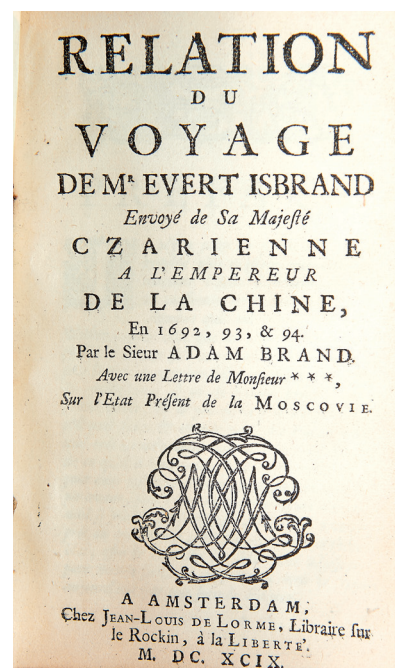 RELATION
DU
VOYAGE
DE Mʀ EVERT ISBRAND
Envoyé de Sa Majeſté
CZARIENNE
A L'EMPEREUR
DE LA CHINE,
En 1692, 93, & 94.
Par le Sieur ADAM BRAND.
Avec une Lettre de Monſieur * * *,
Sur l'Etat Préſent de la MOSCOVIE.
A AMSTERDAM,
Chez JEAN-LOUIS DE LORME, Libraire ſur
le Rockin, à la LIBERTE'.
M. DC. XCIX.